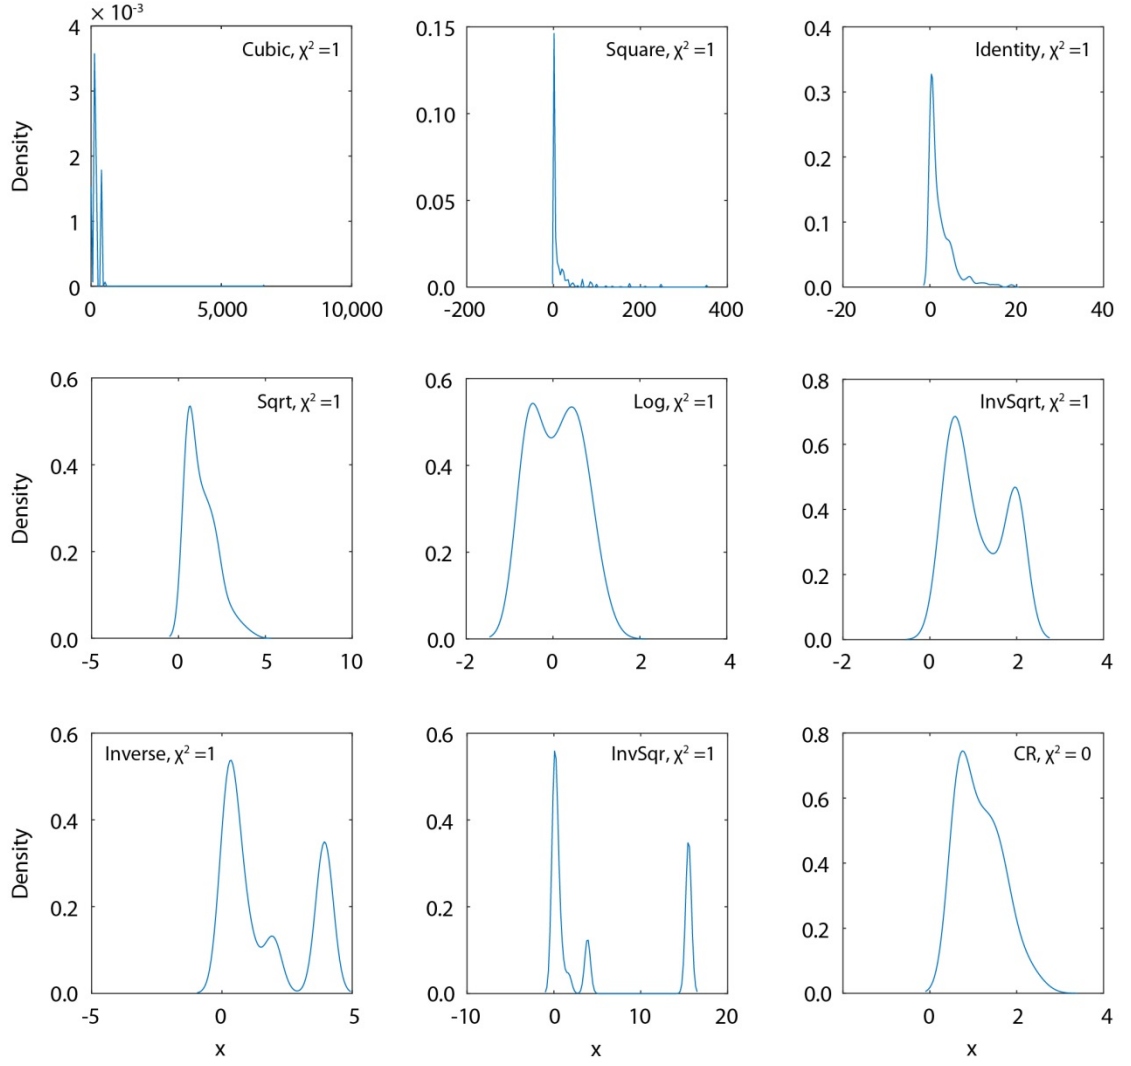 × 10⁻³
4
3
2
1
0
Density
Cubic, χ² =1
0 5,000 10,000
0.15
0.10
0.05
0.0
Square, χ² =1
-200 0 200 400
0.4
0.3
0.2
0.1
0.0
Identity, χ² =1
-20 0 20 40
0.6
0.4
0.2
0.0
Density
Sqrt, χ² =1
-5 0 5 10
0.6
0.4
0.2
0.0
Log, χ² =1
-2 0 2 4
0.8
0.6
0.4
0.2
0.0
InvSqrt, χ² =1
-2 0 2 4
0.6
0.4
0.2
0.0
Density
Inverse, χ² =1
-5 0 5
x
0.6
0.4
0.2
0.0
InvSqr, χ² =1
-10 0 10 20
x
0.8
0.6
0.4
0.2
0.0
CR, χ² = 0
0 2 4
x